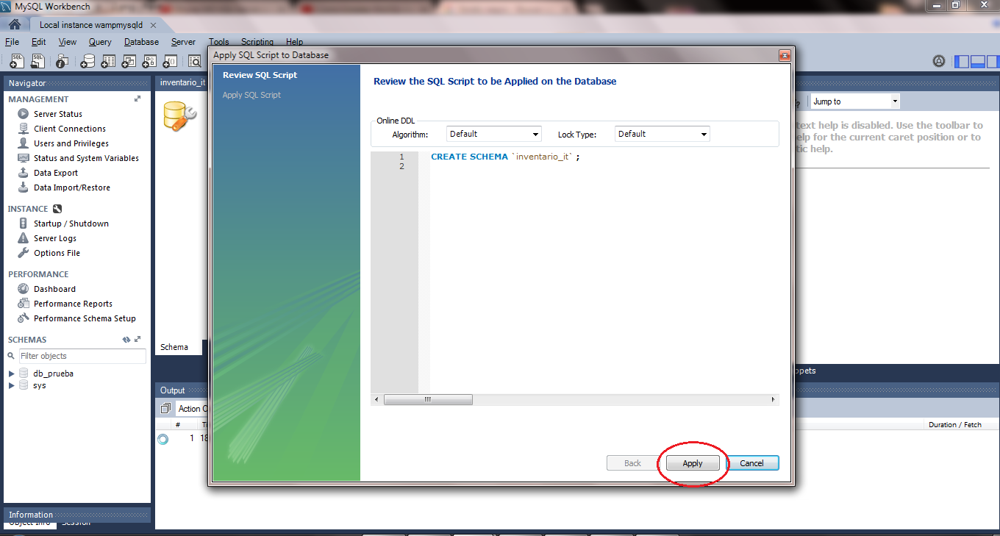 MySQL Workbench
Local instance wampmysqld
File Edit View Query Database Server Tools Scripting Help
Navigator
MANAGEMENT
Server Status
Client Connections
Users and Privileges
Status and System Variables
Data Export
Data Import/Restore
INSTANCE
Startup / Shutdown
Server Logs
Options File
PERFORMANCE
Dashboard
Performance Reports
Performance Schema Setup
SCHEMAS
Filter objects
db_prueba
sys
Information
Object Info Session
inventario_it
Schema
Output
Action O
#
1 18
Apply SQL Script to Database
Review SQL Script
Apply SQL Script
Review the SQL Script to be Applied on the Database
Online DDL
Algorithm: Default Lock Type: Default
1 CREATE SCHEMA `inventario_it` ;
2
Back Apply Cancel
Jump to
text help is disabled. Use the toolbar to
elp for the current caret position or to
tic help.
ppets
Duration / Fetch